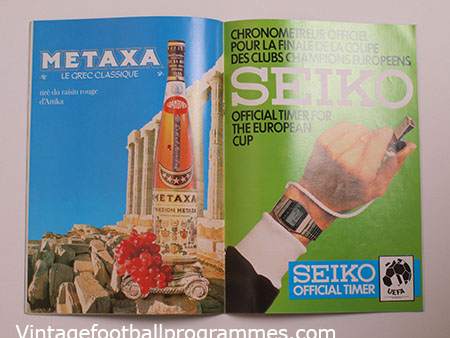 METAXA
LE GREC CLASSIQUE
tiré du raisin rouge
d'Attika
METAXA
CHRONOMETREUR OFFICIEL
POUR LA FINALE DE LA COUPE
DES CLUBS CHAMPIONS EUROPEENS
SEIKO
OFFICIAL TIMER FOR
THE EUROPEAN
CUP
SEIKO
OFFICIAL TIMER
UEFA
Vintagefootballprogrammes.com